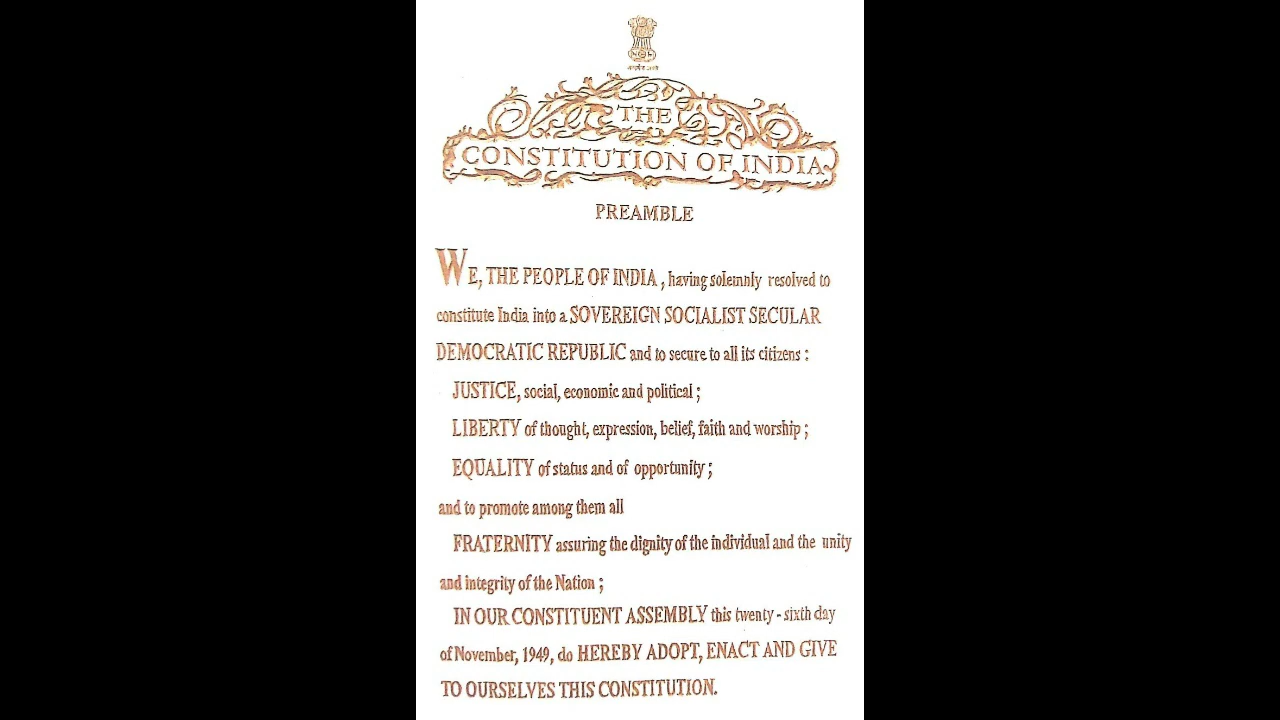 THE
CONSTITUTION OF INDIA
PREAMBLE
WE, THE PEOPLE OF INDIA , having solemnly resolved to
constitute India into a SOVEREIGN SOCIALIST SECULAR
DEMOCRATIC REPUBLIC and to secure to all its citizens :
JUSTICE, social, economic and political ;
LIBERTY of thought, expression, belief, faith and worship ;
EQUALITY of status and of opportunity ;
and to promote among them all
FRATERNITY assuring the dignity of the individual and the unity
and integrity of the Nation ;
IN OUR CONSTITUENT ASSEMBLY this twenty - sixth day
of November, 1949, do HEREBY ADOPT, ENACT AND GIVE
TO OURSELVES THIS CONSTITUTION.